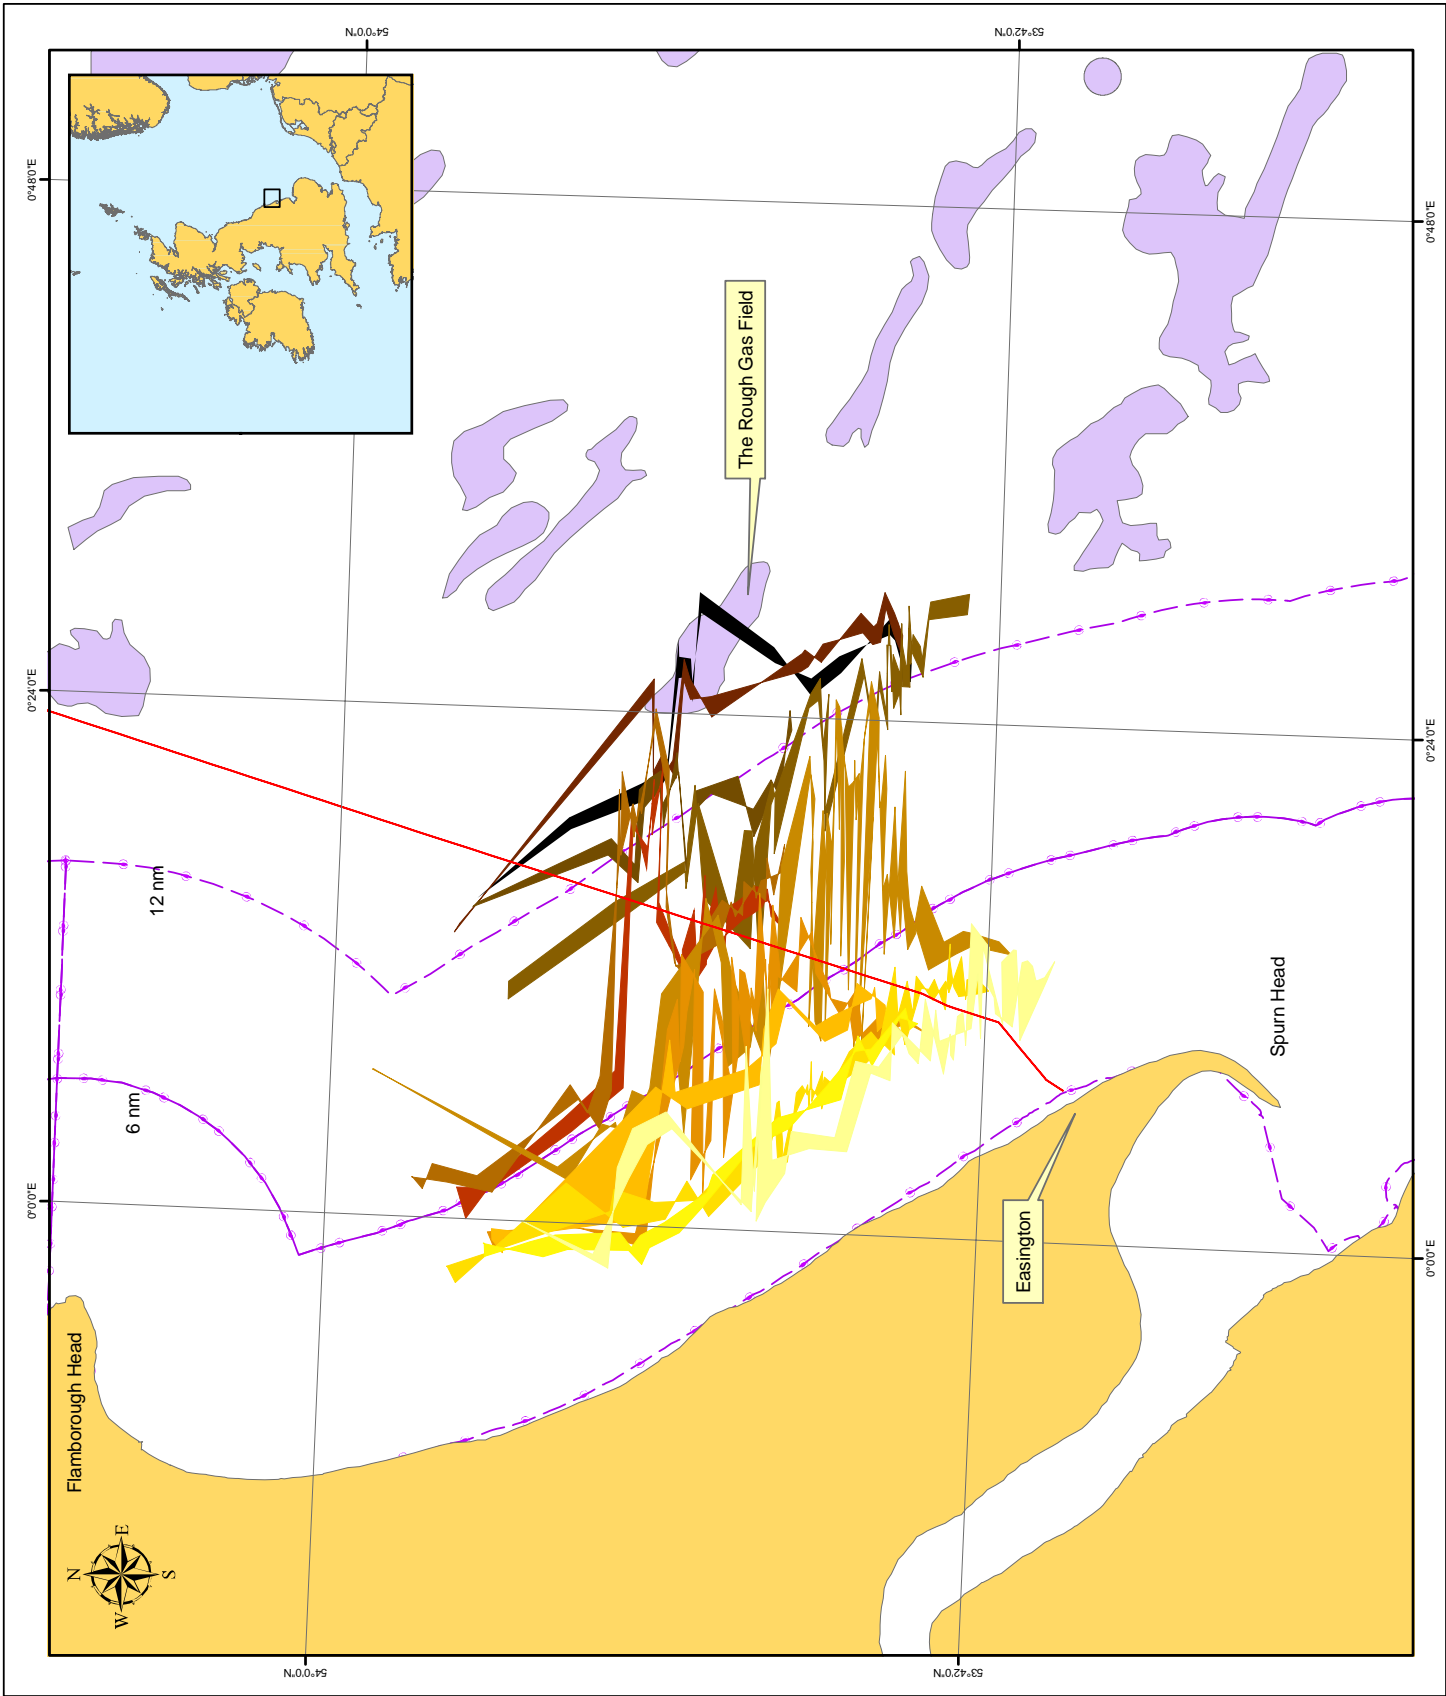 54°0'0"N
53°42'0"N
0°48'0"E
0°48'0"E
The Rough Gas Field
0°24'0"E
0°24'0"E
12 nm
6 nm
Spurn Head
0°0'0"E
0°0'0"E
Easington
Flamborough Head
N
W E
S
54°0'0"N
53°42'0"N